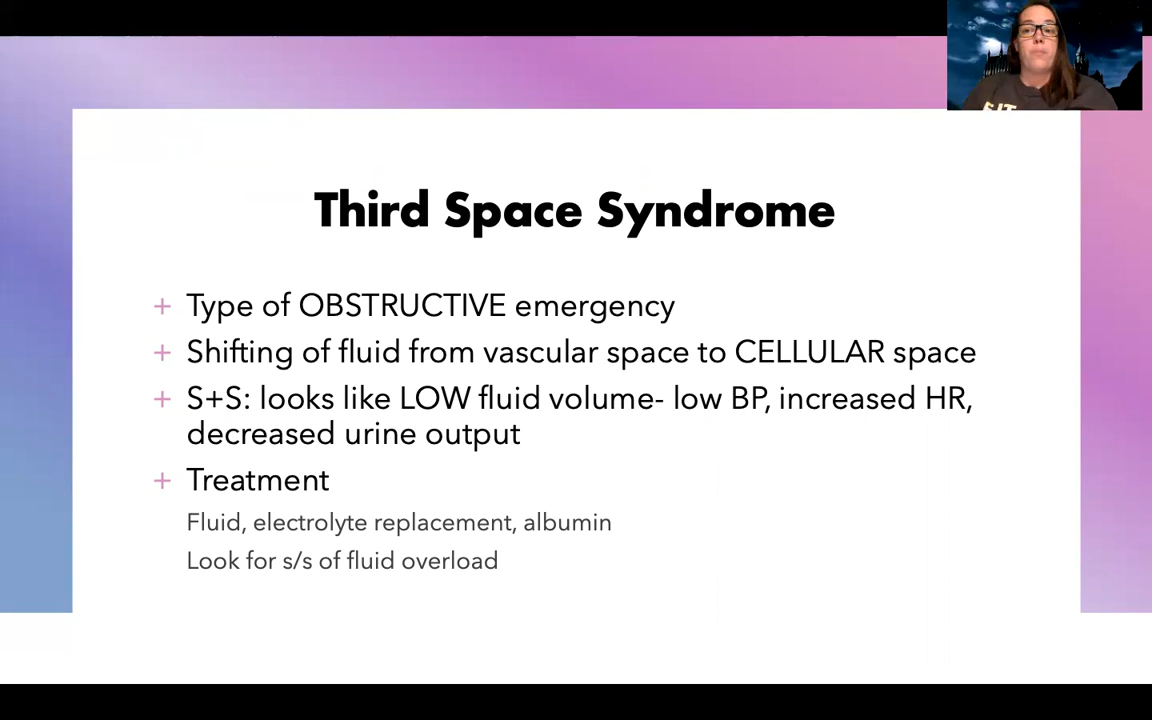 Third Space Syndrome
+ Type of OBSTRUCTIVE emergency
+ Shifting of fluid from vascular space to CELLULAR space
+ S+S: looks like LOW fluid volume- low BP, increased HR,
decreased urine output
+ Treatment
Fluid, electrolyte replacement, albumin
Look for s/s of fluid overload